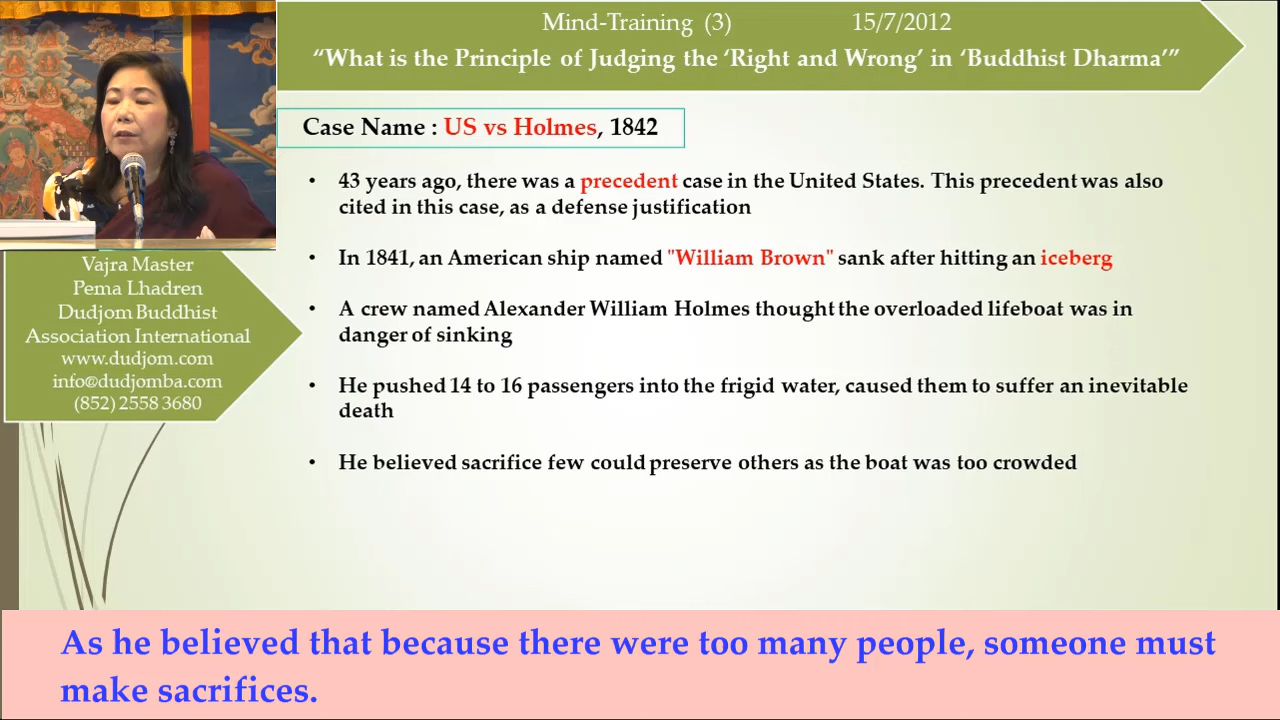 Mind-Training (3) 15/7/2012
“What is the Principle of Judging the ‘Right and Wrong’ in ‘Buddhist Dharma’”
Case Name : US vs Holmes, 1842
• 43 years ago, there was a precedent case in the United States. This precedent was also
cited in this case, as a defense justification
• In 1841, an American ship named "William Brown" sank after hitting an iceberg
• A crew named Alexander William Holmes thought the overloaded lifeboat was in
danger of sinking
• He pushed 14 to 16 passengers into the frigid water, caused them to suffer an inevitable
death
• He believed sacrifice few could preserve others as the boat was too crowded
Vajra Master
Pema Lhadren
Dudjom Buddhist
Association International
www.dudjom.com
info@dudjomba.com
(852) 2558 3680
As he believed that because there were too many people, someone must
make sacrifices.